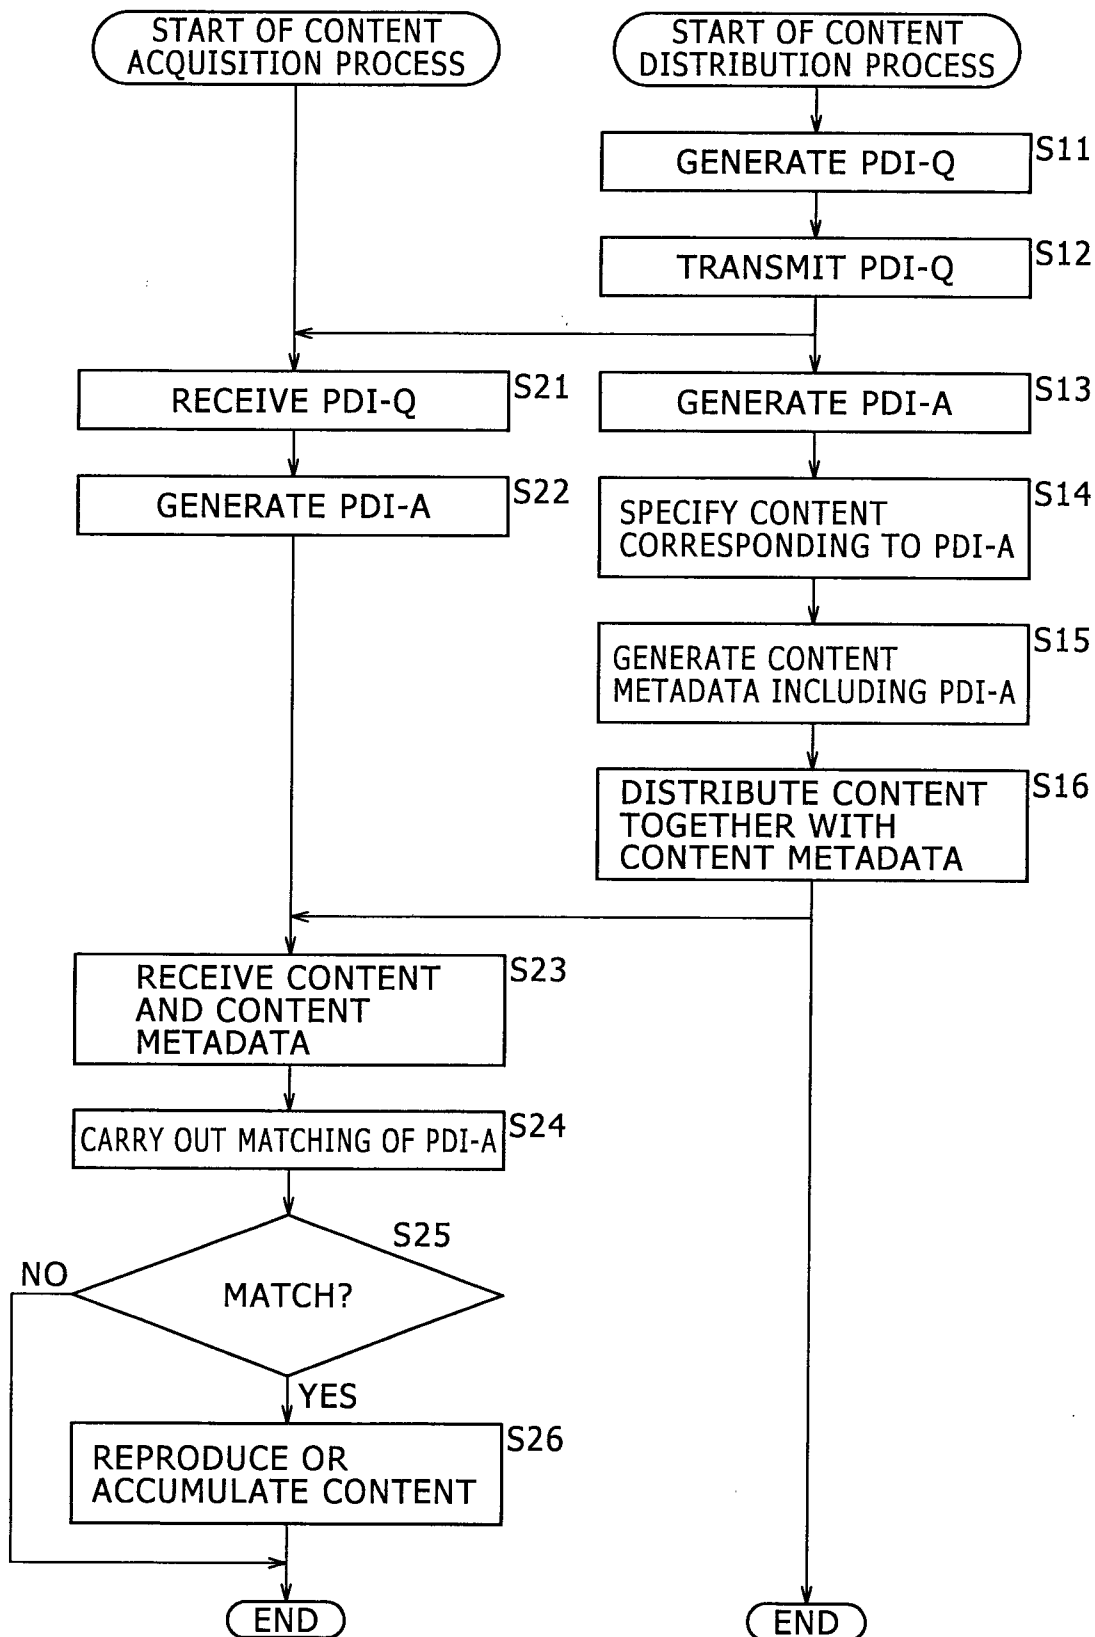 START OF CONTENT
ACQUISITION PROCESS
START OF CONTENT
DISTRIBUTION PROCESS
GENERATE PDI-Q
S11
TRANSMIT PDI-Q
S12
RECEIVE PDI-Q
S21
GENERATE PDI-A
S13
GENERATE PDI-A
S22
SPECIFY CONTENT
CORRESPONDING TO PDI-A
S14
GENERATE CONTENT
METADATA INCLUDING PDI-A
S15
DISTRIBUTE CONTENT
TOGETHER WITH
CONTENT METADATA
S16
RECEIVE CONTENT
AND CONTENT
METADATA
S23
CARRY OUT MATCHING OF PDI-A
S24
S25
NO
MATCH?
YES
REPRODUCE OR
ACCUMULATE CONTENT
S26
END
END